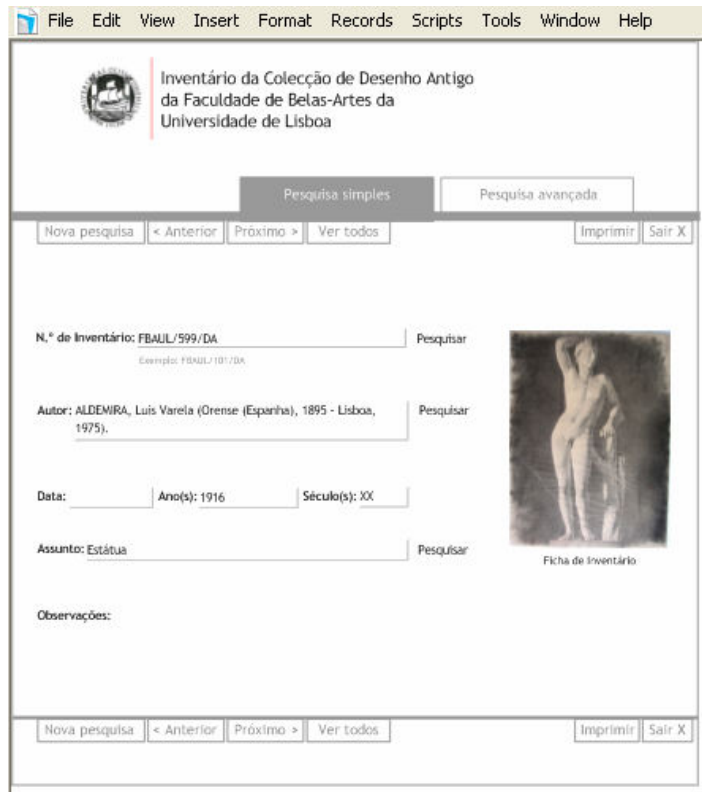 File Edit View Insert Format Records Scripts Tools Window Help
Inventário da Colecção de Desenho Antigo
da Faculdade de Belas-Artes da
Universidade de Lisboa
Pesquisa simples Pesquisa avançada
Nova pesquisa < Anterior Próximo > Ver todos Imprimir Sair X
N.º de Inventário: FBAUL/599/DA Pesquisar
Exemplo: FBAUL/101/DA
Autor: ALDEMIRA, Luís Varela (Orense (Espanha), 1895 - Lisboa, Pesquisar
1975).
Data: Ano(s): 1916 Século(s): XX
Assunto: Estátua Pesquisar
Ficha de Inventário
Observações:
Nova pesquisa < Anterior Próximo > Ver todos Imprimir Sair X